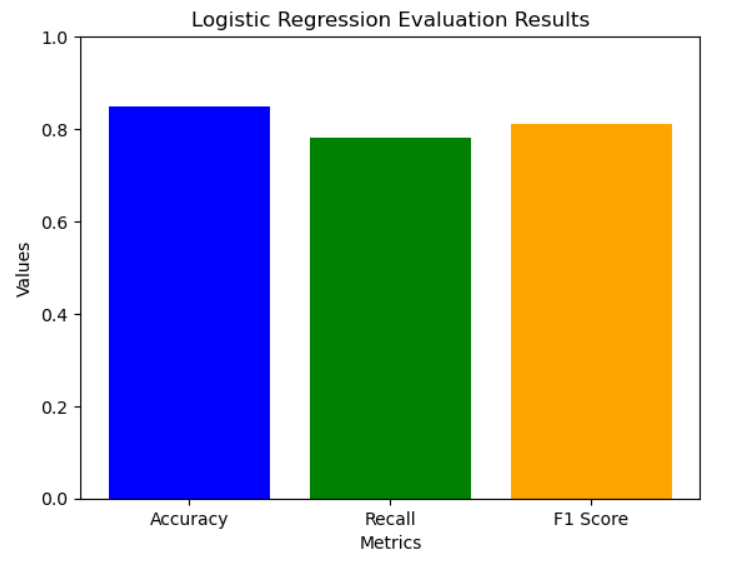 Logistic Regression Evaluation Results
1.0
0.8
0.6
0.4
0.2
0.0
Values
Accuracy Recall F1 Score
Metrics